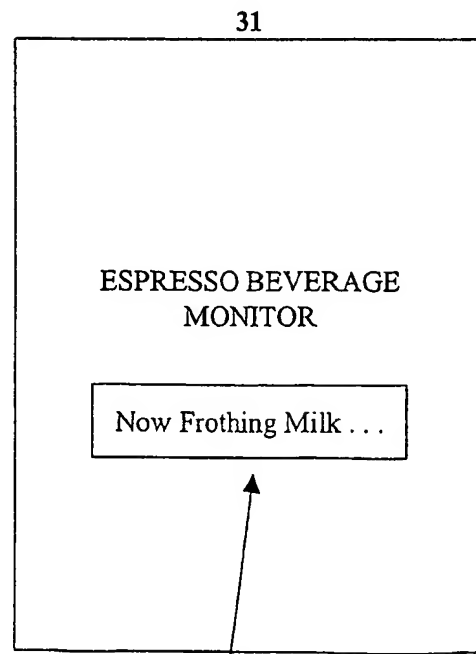 31
ESPRESSO BEVERAGE
MONITOR
Now Frothing Milk . . .